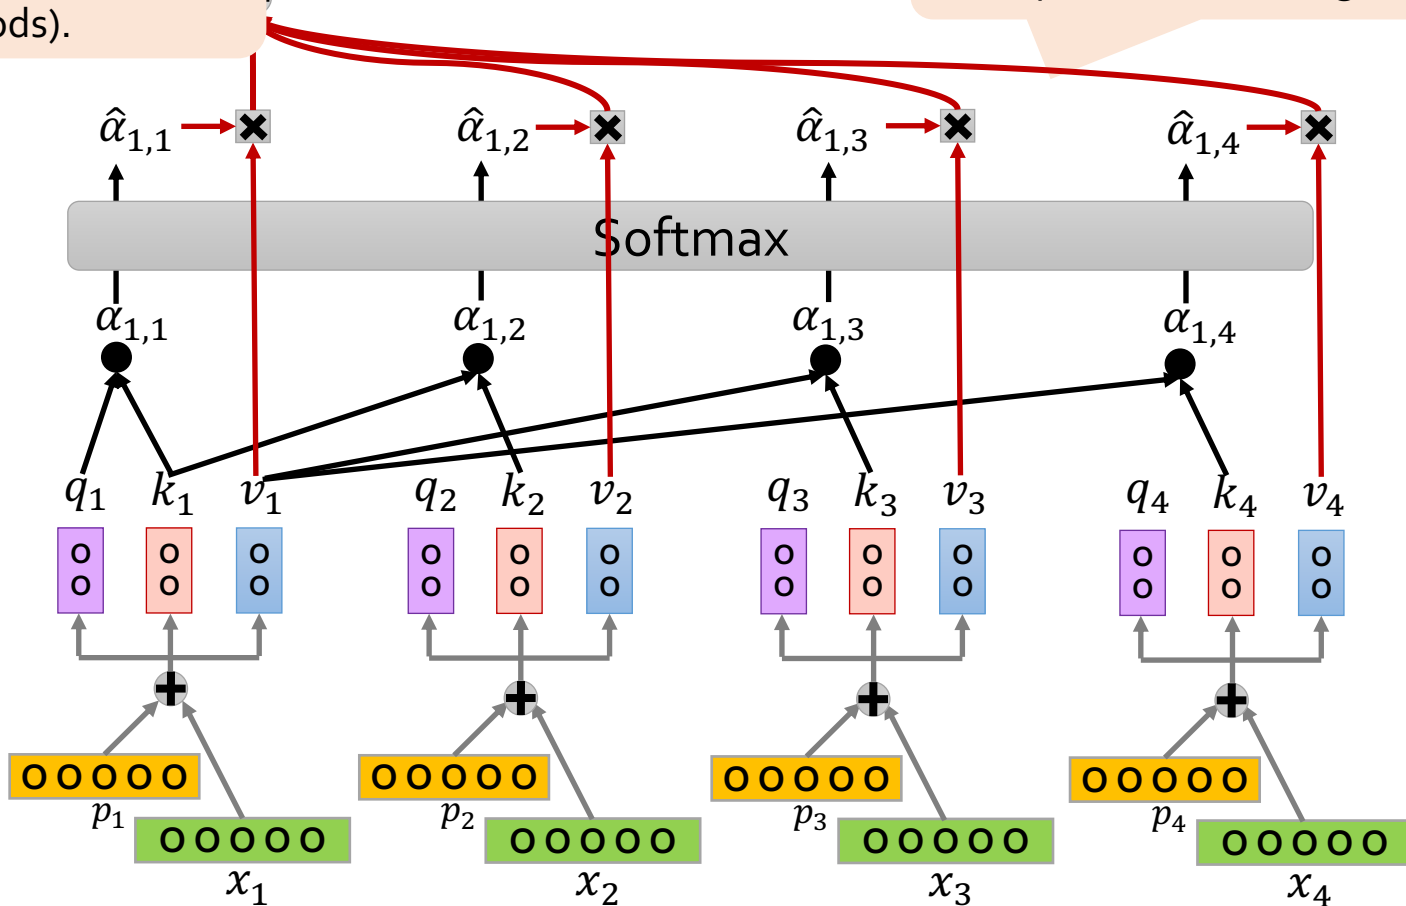 ods).
α̂1,1 α̂1,2 α̂1,3 α̂1,4
Softmax
α1,1 α1,2 α1,3 α1,4
q1 k1 v1 q2 k2 v2 q3 k3 v3 q4 k4 v4
p1 p2 p3 p4
x1 x2 x3 x4